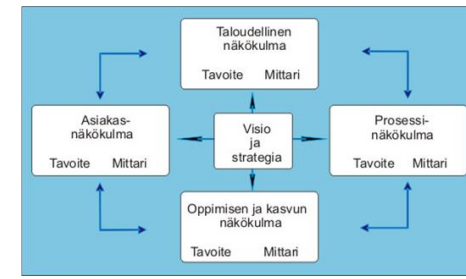 Taloudellinen
näkökulma
Tavoite Mittari
Asiakas-
näkökulma
Tavoite Mittari
Visio
ja
strategia
Prosessi-
näkökulma
Tavoite Mittari
Oppimisen ja kasvun
näkökulma
Tavoite Mittari